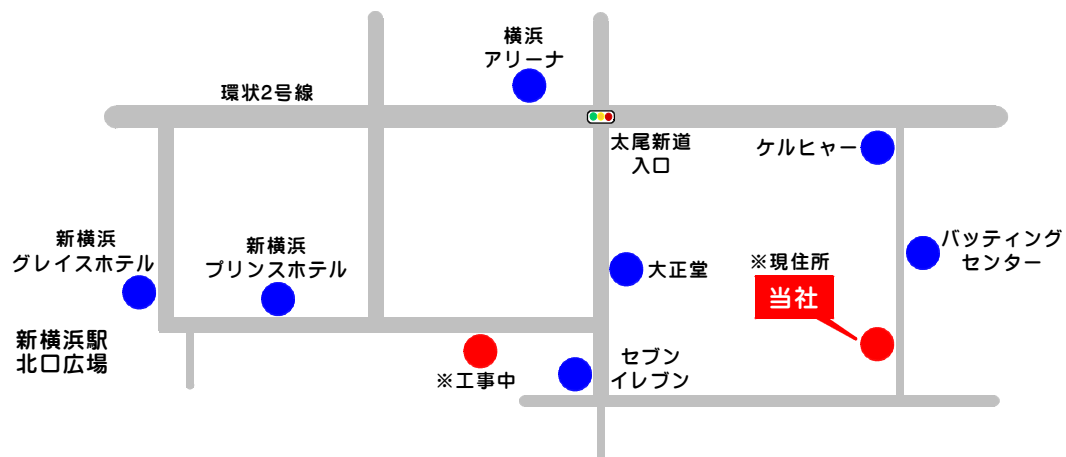 横浜
アリーナ
環状2号線
太尾新道
入口
ケルヒャー
新横浜
グレイスホテル
新横浜
プリンスホテル
大正堂
※現住所
当社
バッティング
センター
新横浜駅
北口広場
※工事中
セブン
イレブン